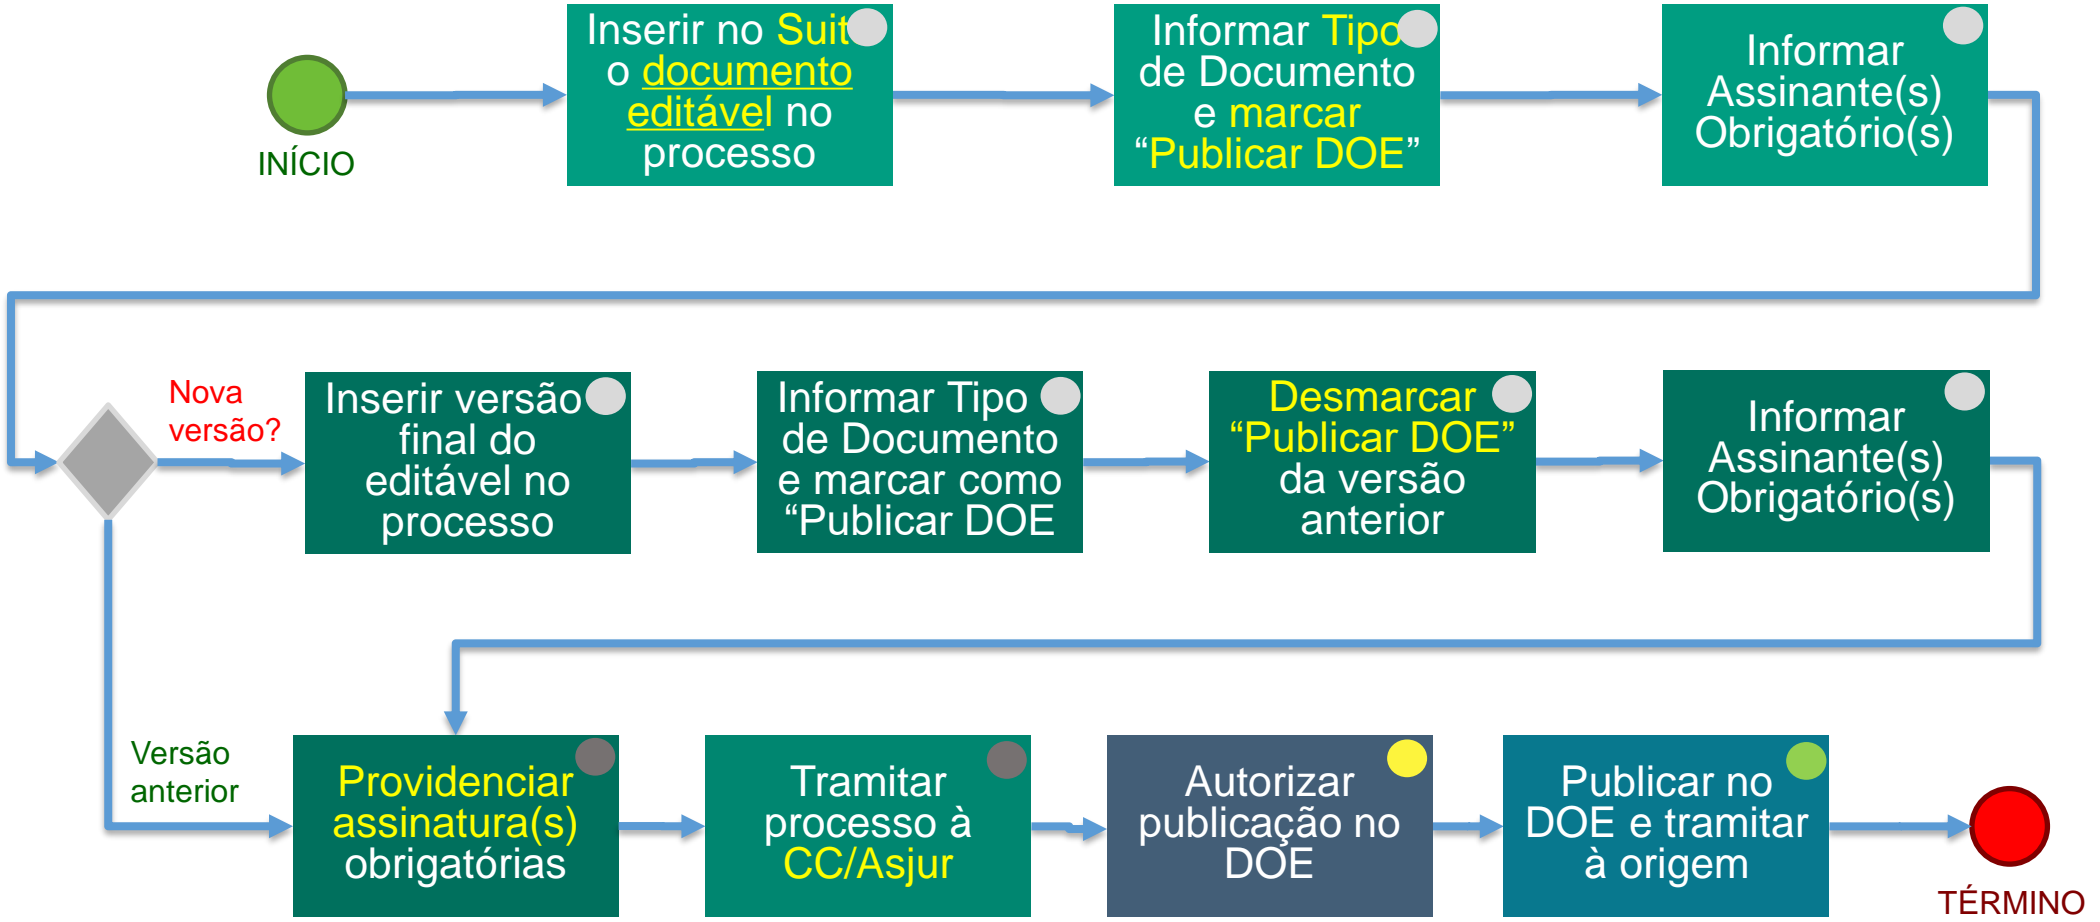 Inserir no Suite
o documento
editável no
processo
Informar Tipo
de Documento
e marcar
“Publicar DOE”
Informar
Assinante(s)
Obrigatório(s)
INÍCIO
Nova
versão?
Inserir versão
final do
editável no
processo
Informar Tipo
de Documento
e marcar como
“Publicar DOE
Desmarcar
“Publicar DOE”
da versão
anterior
Informar
Assinante(s)
Obrigatório(s)
Versão
anterior
Providenciar
assinatura(s)
obrigatórias
Tramitar
processo à
CC/Asjur
Autorizar
publicação no
DOE
Publicar no
DOE e tramitar
à origem
TÉRMINO